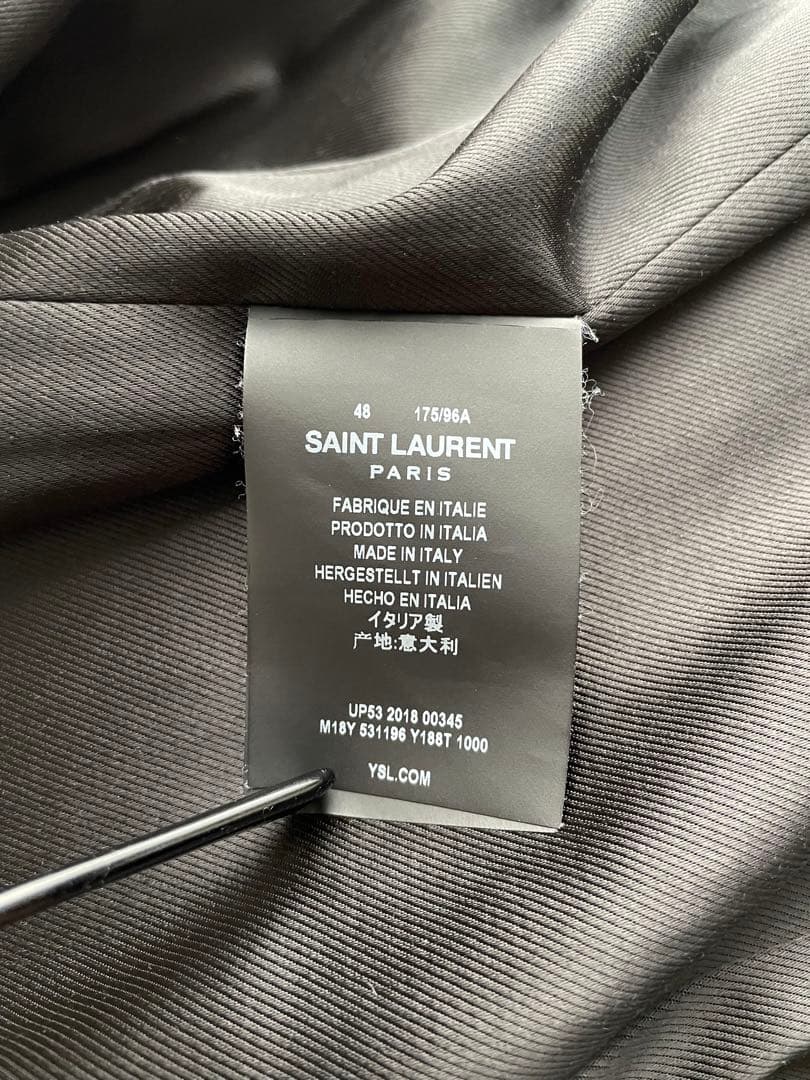 48 175/96A
SAINT LAURENT
PARIS
FABRIQUE EN ITALIE
PRODOTTO IN ITALIA
MADE IN ITALY
HERGESTELLT IN ITALIEN
HECHO EN ITALIA
イタリア製
产地:意大利
UP53 2018 00345
M18Y 531196 Y188T 1000
YSL.COM